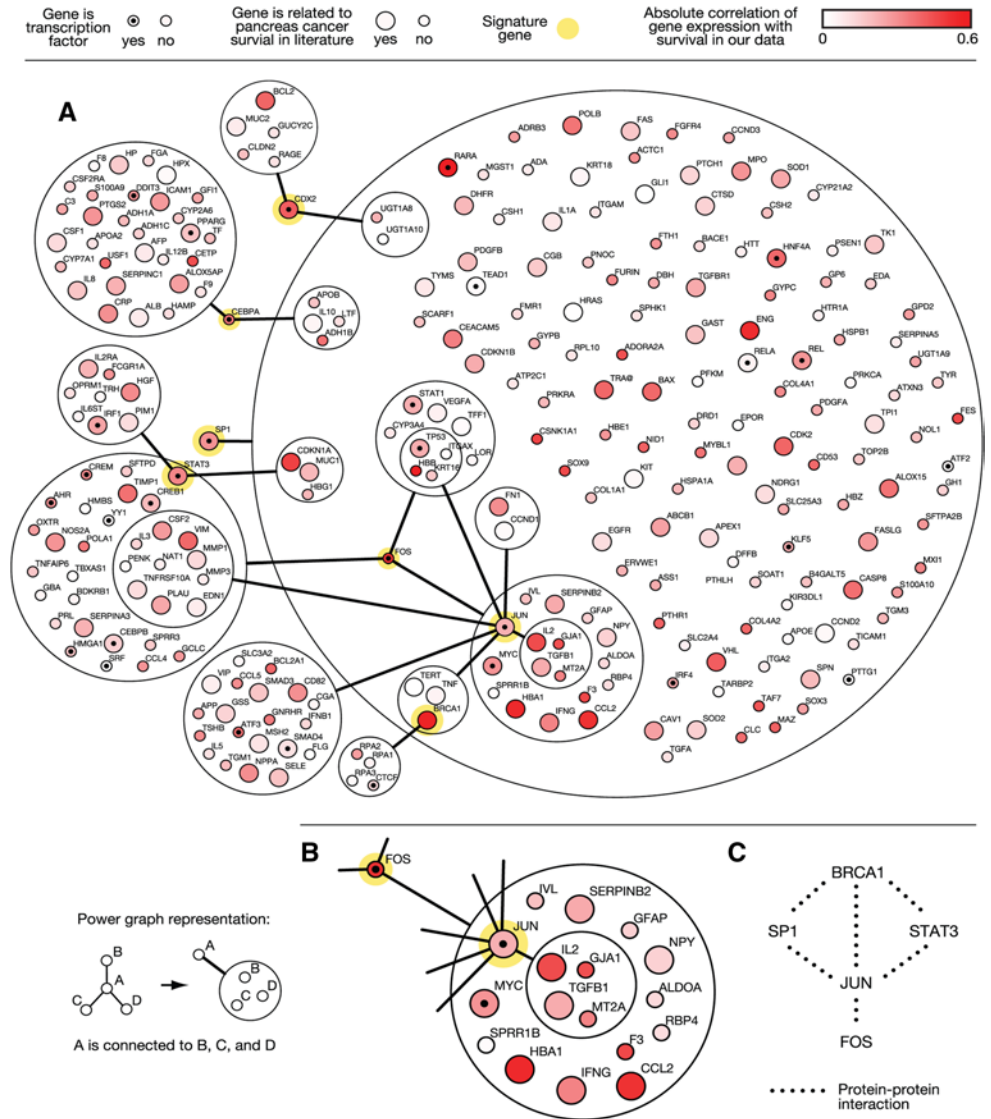 Gene is
transcription
factor
yes no
Gene is related to
pancreas cancer
survial in literature
yes no
Signature
gene
Absolute correlation of
gene expression with
survival in our data
0 0.6
A
BCL2
MUC2
GUCY2C
CLDN2
RAGE
CDX2
UGT1A8
UGT1A10
F8
HP
FGA
HPX
CSF2RA
S100A9
DDIT3
ICAM1
GFI1
C3
PTGS2
ADH1A
CYP2A6
PPARG
ADH1C
TF
CSF1
APOA2
AFP
IL12B
CETP
CYP7A1
USF1
IL8
SERPINC1
ALOX5AP
F9
CRP
ALB
HAMP
CEBPA
APOB
IL10
LTF
ADH1B
IL2RA
FCGR1A
OPRM1
TRH
HGF
IL6ST
IRF1
PIM1
SP1
STAT3
CDKN1A
MUC1
HBG1
CREM
SFTPD
TIMP1
CREB1
AHR
HMBS
YY1
OXTR
NOS2A
POLA1
CSF2
VIM
IL3
MMP1
PENK
NAT1
MMP3
TNFRSF10A
PLAU
EDN1
TNFAIP6
TBXAS1
GBA
BDKRB1
PRL
SERPINA3
CEBPB
SPRR3
HMGA1
SRF
CCL4
GCLC
STAT1
VEGFA
TFF1
CYP3A4
TP53
ITGAX
LOR
HBB
KRT16
FN1
CCND1
FOS
JUN
IVL
SERPINB2
GFAP
IL2
GJA1
NPY
MYC
TGFB1
ALDOA
MT2A
RBP4
SPRR1B
F3
HBA1
IFNG
CCL2
SLC3A2
BCL2A1
VIP
CCL5
SMAD3
CD82
CGA
APP
GSS
GNRHR
IFNB1
TSHB
ATF3
MSH2
SMAD4
IL5
FLG
TGM1
NPPA
SELE
TERT
TNF
BRCA1
RPA2
RPA1
RPA3
CTCF
POLB
ADRB3
FAS
FGFR4
CCND3
ACTC1
RARA
MGST1
ADA
KRT18
PTCH1
MPO
SOD1
GLI1
CYP21A2
DHFR
CSH1
IL1A
ITGAM
CTSD
CSH2
FTH1
BACE1
HTT
HNF4A
PSEN1
TK1
PDGFB
CGB
PNOC
TYMS
TEAD1
FURIN
DBH
TGFBR1
GYPC
GP6
EDA
SCARF1
FMR1
HRAS
SPHK1
HTR1A
GPD2
CEACAM5
GYPB
GAST
ENG
HSPB1
SERPINA5
CDKN1B
RPL10
ADORA2A
RELA
REL
UGT1A9
ATP2C1
TRA@
BAX
PFKM
COL4A1
PRKCA
ATXN3
TYR
PRKRA
PDGFA
DRD1
EPOR
TPI1
FES
CSNK1A1
HBE1
NID1
MYBL1
CDK2
NOL1
CD53
TOP2B
ATF2
SOX9
KIT
COL1A1
HSPA1A
NDRG1
SLC25A3
HBZ
ALOX15
GH1
EGFR
ABCB1
APEX1
SFTPA2B
KLF5
FASLG
ERVWE1
DFFB
MXI1
ASS1
PTHLH
SOAT1
B4GALT5
CASP8
S100A10
KIR3DL1
TGM3
PTHR1
COL4A2
APOE
CCND2
TICAM1
SLC2A4
VHL
ITGA2
IRF4
TARBP2
SPN
PTTG1
TAF7
SOX3
CAV1
SOD2
CLC
MAZ
TGFA
B
FOS
JUN
IVL
SERPINB2
GFAP
IL2
GJA1
NPY
MYC
TGFB1
ALDOA
MT2A
RBP4
SPRR1B
F3
HBA1
IFNG
CCL2
C
BRCA1
SP1 STAT3
JUN
FOS
Protein-protein
interaction
Power graph representation:
B
A
C D
A
B
D
C
A is connected to B, C, and D